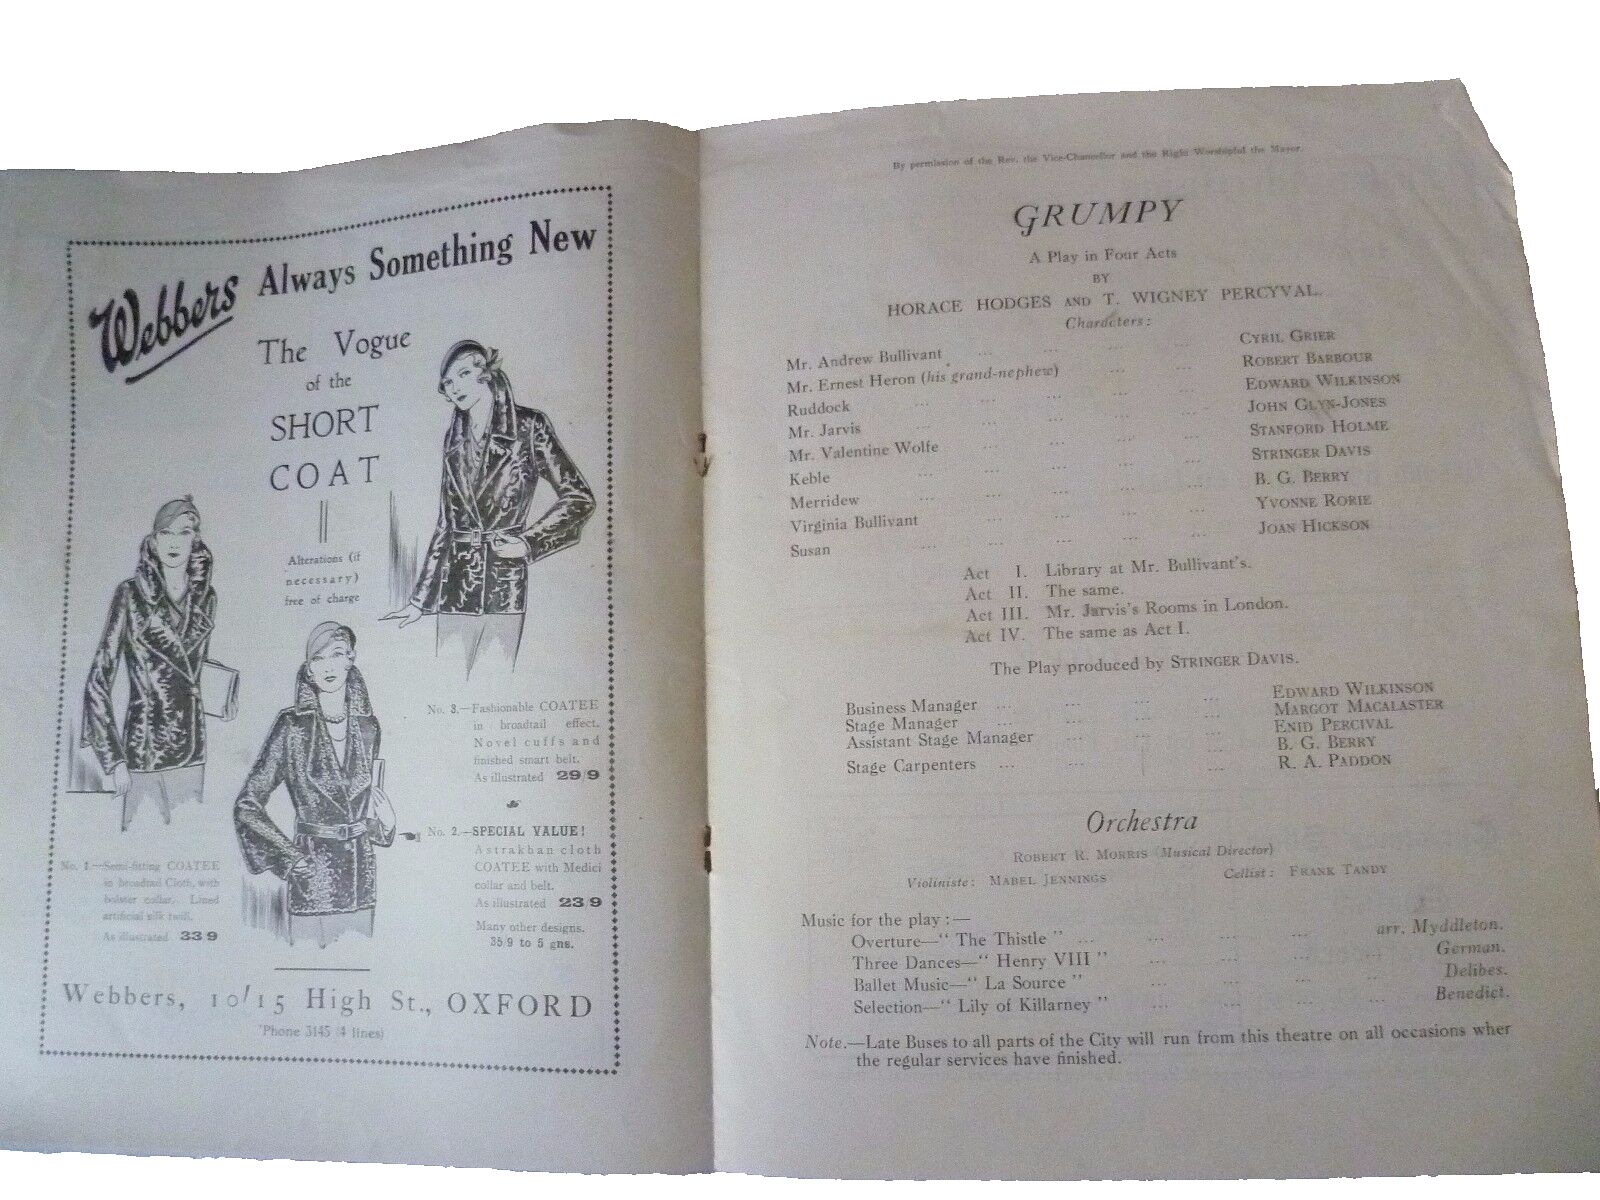 Webbers Always Something New
The Vogue
of the
SHORT
COAT
Alterations (if
necessary)
free of charge
No. 3.—Fashionable COATEE
in broadtail effect.
Novel cuffs and
finished smart belt.
As illustrated 29/9
No. 2.—SPECIAL VALUE!
Astrakhan cloth
COATEE with Medici
collar and belt.
As illustrated 23/9
Many other designs.
35/9 to 5 gns.
No. 1—Semi-fitting COATEE
in broadtail Cloth, with
bolster collar. Lined
artificial silk twill.
As illustrated 33/9
Webbers, 10/15 High St., OXFORD
'Phone 3145 (4 lines)
By permission of the Rev. the Vice-Chancellor and the Right Worshipful the Mayor.
GRUMPY
A Play in Four Acts
BY
HORACE HODGES AND T. WIGNEY PERCYVAL.
Characters:
Mr. Andrew Bullivant ... ... ... ... CYRIL GRIER
Mr. Ernest Heron (his grand-nephew) ... ... ROBERT BARBOUR
Ruddock ... ... ... ... ... EDWARD WILKINSON
Mr. Jarvis ... ... ... ... ... JOHN GLYN-JONES
Mr. Valentine Wolfe ... ... ... ... STANFORD HOLME
Keble ... ... ... ... ... STRINGER DAVIS
Merridew ... ... ... ... ... B. G. BERRY
Virginia Bullivant ... ... ... ... YVONNE RORIE
Susan ... ... ... ... ... JOAN HICKSON
Act I. Library at Mr. Bullivant's.
Act II. The same.
Act III. Mr. Jarvis's Rooms in London.
Act IV. The same as Act I.
The Play produced by STRINGER DAVIS.
Business Manager ... ... ... ... EDWARD WILKINSON
Stage Manager ... ... ... ... MARGOT MACALASTER
Assistant Stage Manager ... ... ... ENID PERCIVAL
B. G. BERRY
Stage Carpenters ... ... ... R. A. PADDON
Orchestra
ROBERT R. MORRIS (Musical Director)
Violiniste: MABEL JENNINGS Cellist: FRANK TANDY
Music for the play:—
Overture—" The Thistle " ... ... ... ... arr. Myddleton.
Three Dances—" Henry VIII " ... ... ... ... German.
Ballet Music—" La Source " ... ... ... ... Delibes.
Selection—" Lily of Killarney " ... ... ... ... Benedict.
Note.—Late Buses to all parts of the City will run from this theatre on all occasions wher
the regular services have finished.